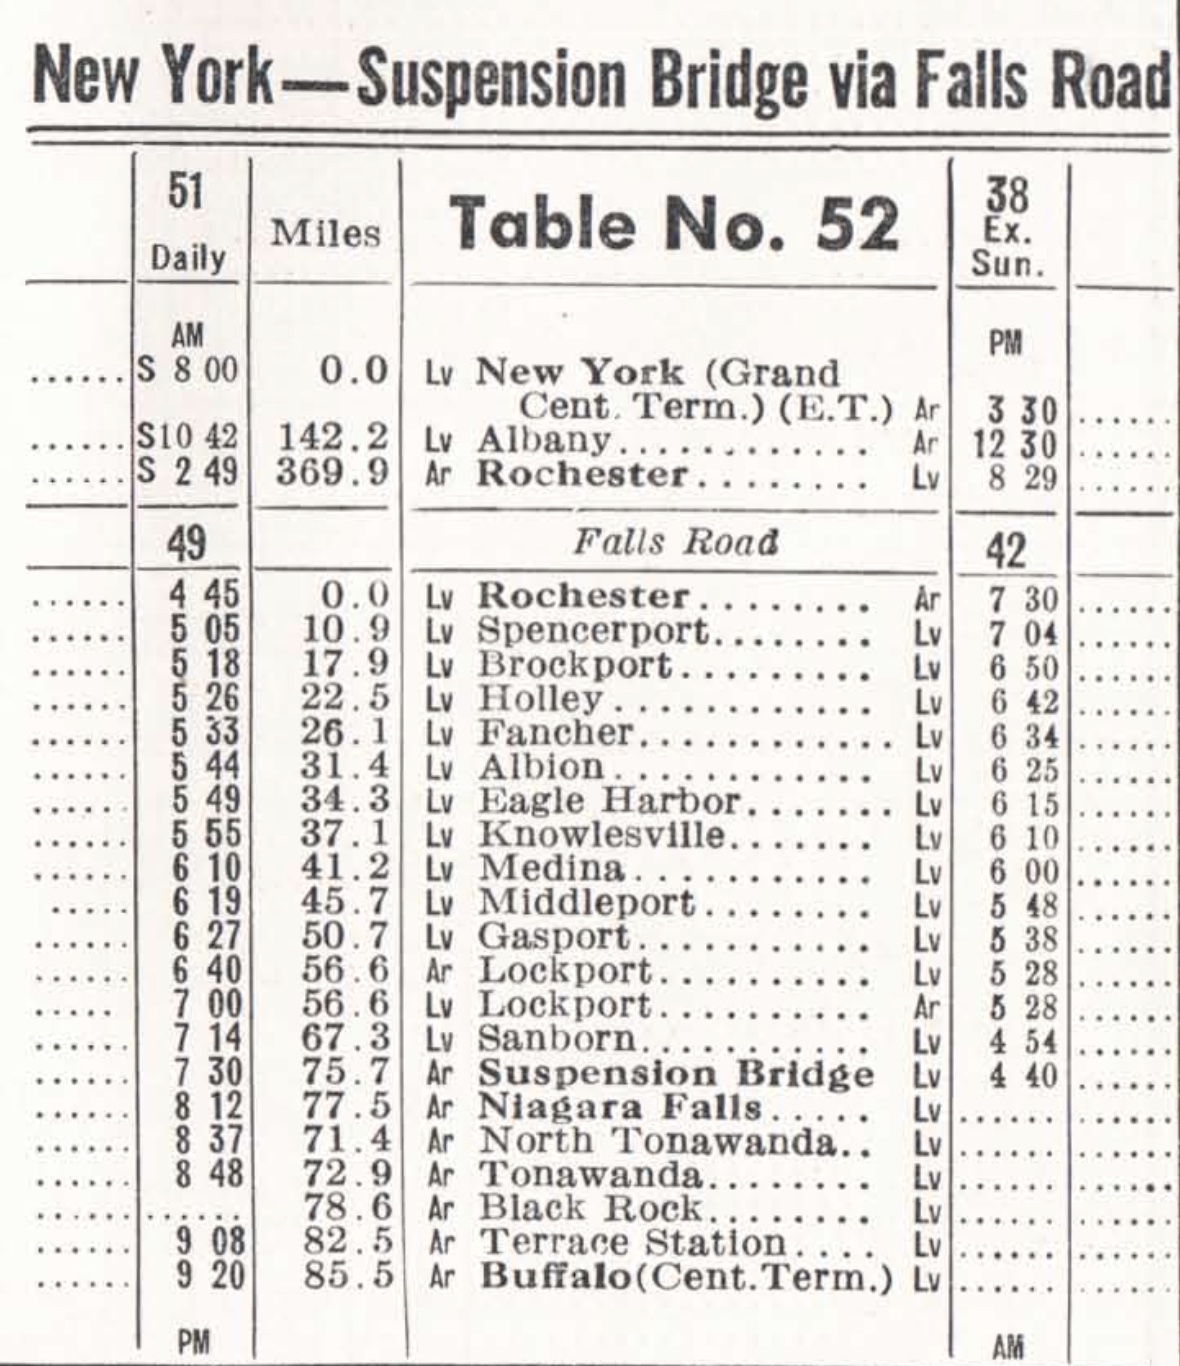 New York—Suspension Bridge via Falls Road
51 Daily Miles Table No. 52 38 Ex. Sun.
AM PM
...... S 8 00 0.0 Lv New York (Grand
Cent. Term.) (E.T.) Ar 3 30 ......
...... S10 42 142.2 Lv Albany............. Ar 12 30 ......
...... S 2 49 369.9 Ar Rochester........ Lv 8 29 ......
49 Falls Road 42
...... 4 45 0.0 Lv Rochester........ Ar 7 30 ......
...... 5 05 10.9 Lv Spencerport........ Lv 7 04 ......
...... 5 18 17.9 Lv Brockport.......... Lv 6 50 ......
...... 5 26 22.5 Lv Holley............. Lv 6 42 ......
...... 5 33 26.1 Lv Fancher............. Lv 6 34 ......
...... 5 44 31.4 Lv Albion............. Lv 6 25 ......
...... 5 49 34.3 Lv Eagle Harbor....... Lv 6 15 ......
...... 5 55 37.1 Lv Knowlesville....... Lv 6 10 ......
...... 6 10 41.2 Lv Medina............ Lv 6 00 ......
..... 6 19 45.7 Lv Middleport........ Lv 5 48 ......
...... 6 27 50.7 Lv Gasport............ Lv 5 38 ......
...... 6 40 56.6 Ar Lockport........... Lv 5 28 ......
..... 7 00 56.6 Lv Lockport........... Ar 5 28 ......
...... 7 14 67.3 Lv Sanborn............ Lv 4 54 ......
...... 7 30 75.7 Ar Suspension Bridge Lv 4 40 ......
...... 8 12 77.5 Ar Niagara Falls..... Lv ...... ......
...... 8 37 71.4 Ar North Tonawanda.. Lv ...... ......
...... 8 48 72.9 Ar Tonawanda........ Lv ...... ......
...... ...... 78.6 Ar Black Rock........ Lv ...... ......
...... 9 08 82.5 Ar Terrace Station.... Lv ...... ......
...... 9 20 85.5 Ar Buffalo(Cent.Term.) Lv ...... ......
PM AM